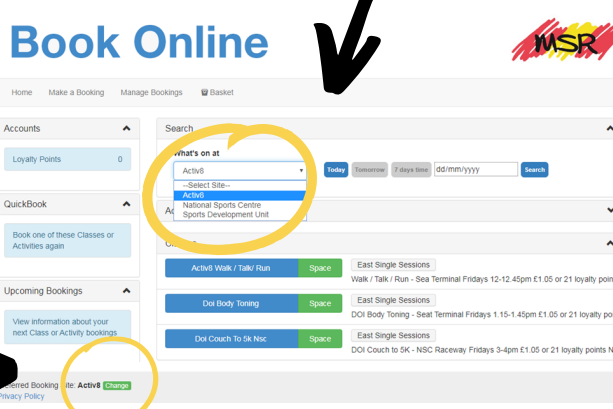 Book Online
MSR
Home Make a Booking Manage Bookings Basket
Accounts
Loyalty Points 0
QuickBook
Book one of these Classes or
Activities again
Upcoming Bookings
View information about your
next Class or Activity bookings
Search
What's on at
Activ8
Today Tomorrow 7 days time dd/mm/yyyy Search
--Select Site--
Activ8
National Sports Centre
Sports Development Unit
Activ8 Walk / Talk/ Run Space East Single Sessions
Walk / Talk / Run - Sea Terminal Fridays 12-12.45pm £1.05 or 21 loyalty poin
Doi Body Toning Space East Single Sessions
DOI Body Toning - Seat Terminal Fridays 1.15-1.45pm £1.05 or 21 loyalty poi
Doi Couch To 5k Nsc Space East Single Sessions
DOI Couch to 5K - NSC Raceway Fridays 3-4pm £1.05 or 21 loyalty points N
erred Booking Site: Activ8 Change
Privacy Policy